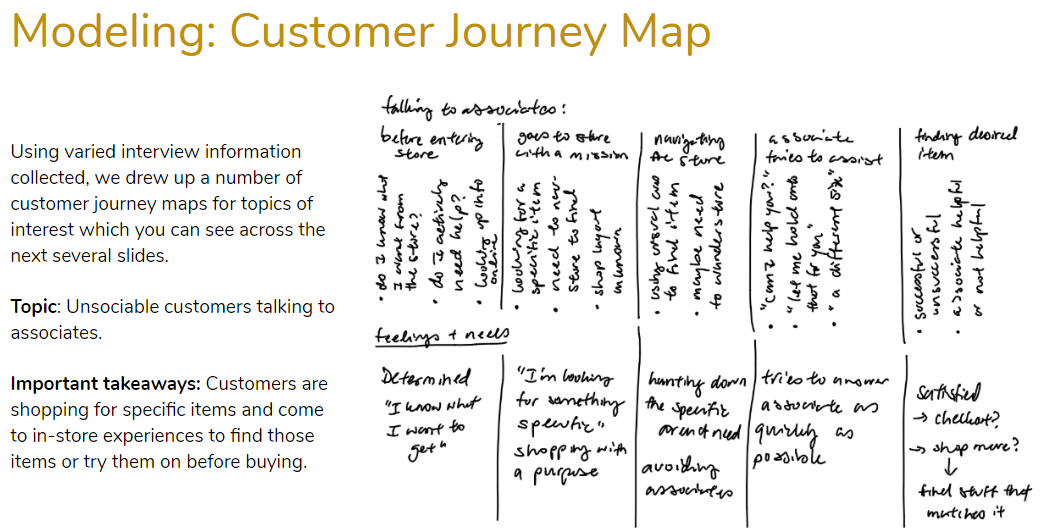 Modeling: Customer Journey Map
Using varied interview information
collected, we drew up a number of
customer journey maps for topics of
interest which you can see across the
next several slides.
Topic: Unsociable customers talking to
associates.
Important takeaways: Customers are
shopping for specific items and come
to in-store experiences to find those
items or try them on before buying.
talking to associates:
before entering
store
• do I know what
I want from
the store?
• do I actively
need help?
• looking up info
online
goes to store
with a mission
• looking for a
specific item
• need to nav-
store to find
• shop layout
unknown
navigating
the store
• using visual cues
to find item
• maybe need
to wander store
associate
tries to assist
• "can I help you?"
• "let me hold onto
that for you"
• "a different size"
finding desired
item
• successful or
unsuccessful
• associate helpful
or not helpful
feelings + needs
Determined
"I know what
I want to
get"
"I'm looking
for something
specific"
shopping with
a purpose
hunting down
the specific
need
avoiding
associates
tries to answer
associate as
quickly as
possible
satisfied
→ checkout?
→ shop more?
↓
find stuff that
matches it